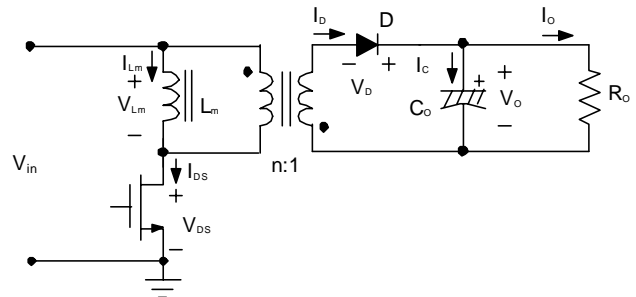 I_D D I_O
I_Lm I_C
+ − + + +
V_Lm L_m V_D C_O V_O R_O
− −
V_in I_DS n:1
+
V_DS
−